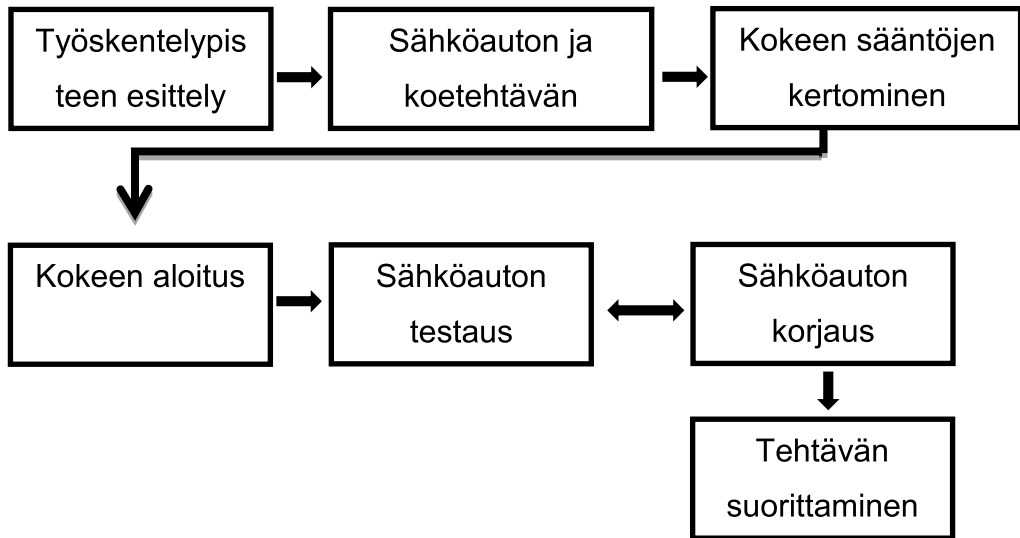 Työskentelypis
teen esittely
Sähköauton ja
koetehtävän
Kokeen sääntöjen
kertominen
Kokeen aloitus
Sähköauton
testaus
Sähköauton
korjaus
Tehtävän
suorittaminen